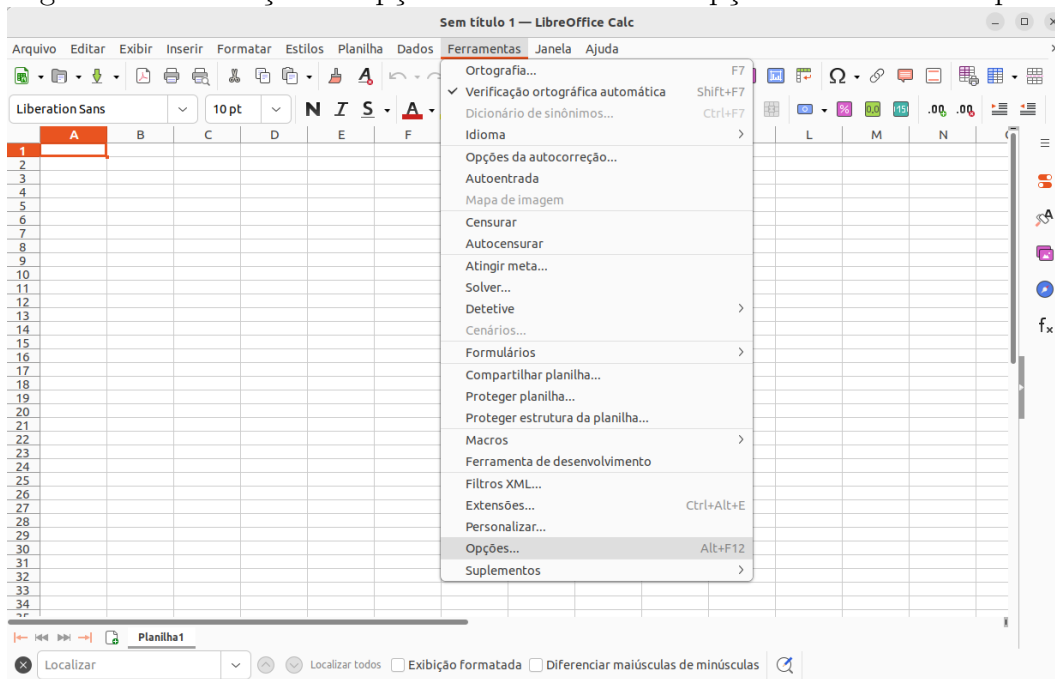 Sem título 1 — LibreOffice Calc
Arquivo Editar Exibir Inserir Formatar Estilos Planilha Dados Ferramentas Janela Ajuda
Liberation Sans 10 pt N I S A
A B C D E F L M N
1
2
3
4
5
6
7
8
9
10
11
12
13
14
15
16
17
18
19
20
21
22
23
24
25
26
27
28
29
30
31
32
33
34
Ortografia... F7
Verificação ortográfica automática Shift+F7
Dicionário de sinônimos... Ctrl+F7
Idioma
Opções da autocorreção...
Autoentrada
Mapa de imagem
Censurar
Autocensurar
Atingir meta...
Solver...
Detetive
Cenários...
Formulários
Compartilhar planilha...
Proteger planilha...
Proteger estrutura da planilha...
Macros
Ferramenta de desenvolvimento
Filtros XML...
Extensões... Ctrl+Alt+E
Personalizar...
Opções... Alt+F12
Suplementos
Planilha1
Localizar Localizar todos Exibição formatada Diferenciar maiúsculas de minúsculas